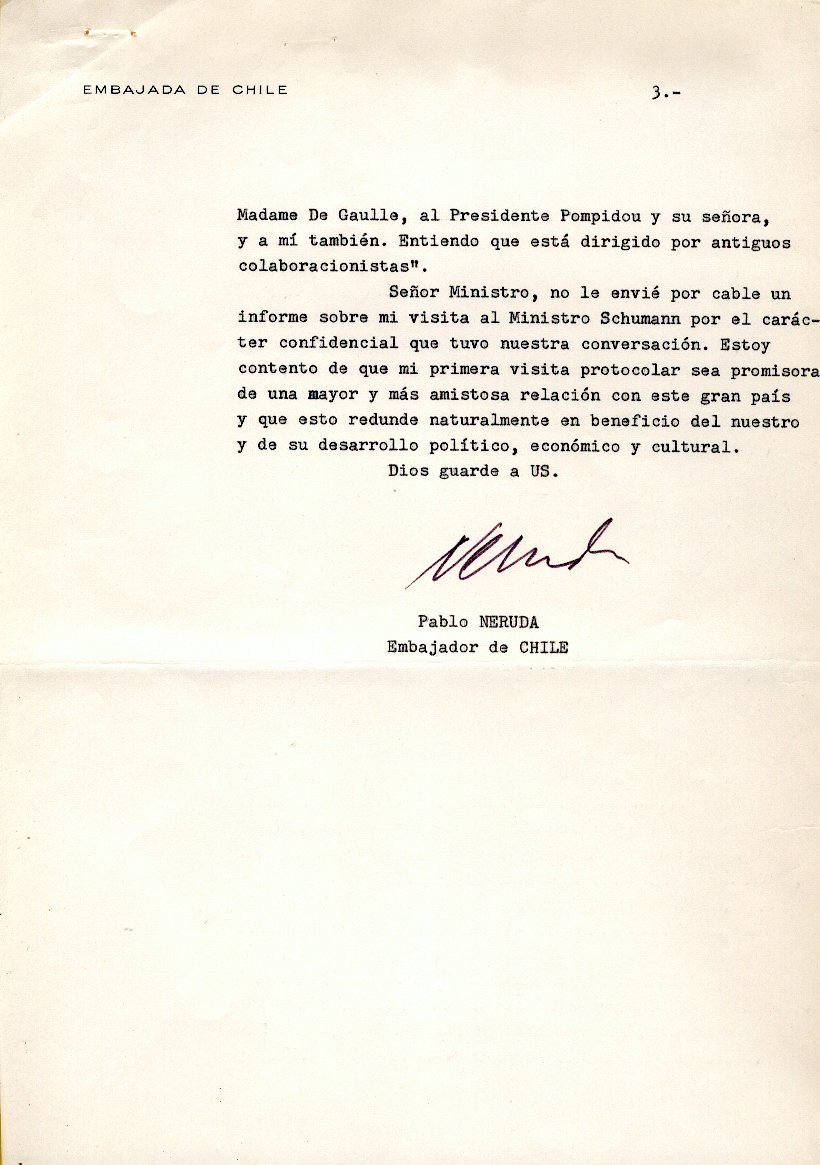 EMBAJADA DE CHILE 3.-
Madame De Gaulle, al Presidente Pompidou y su señora,
y a mí también. Entiendo que está dirigido por antiguos
colaboracionistas".
Señor Ministro, no le envié por cable un
informe sobre mi visita al Ministro Schumann por el carác-
ter confidencial que tuvo nuestra conversación. Estoy
contento de que mi primera visita protocolar sea promisora
de una mayor y más amistosa relación con este gran país
y que esto redunde naturalmente en beneficio del nuestro
y de su desarrollo político, económico y cultural.
Dios guarde a US.
Neruda
Pablo NERUDA
Embajador de CHILE